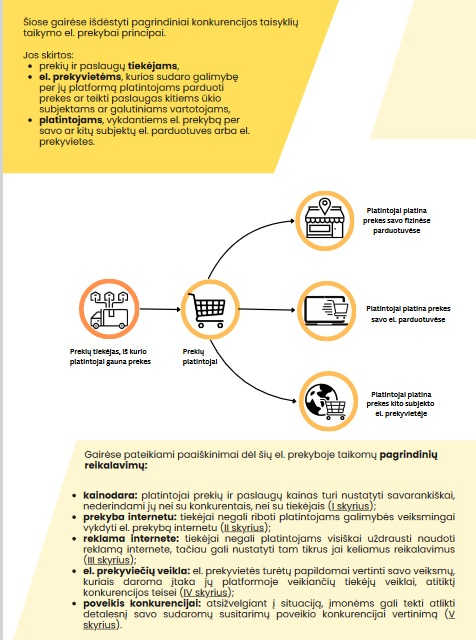 Šiose gairėse išdėstyti pagrindiniai konkurencijos taisyklių
taikymo el. prekybai principai.
Jos skirtos:
• prekių ir paslaugų tiekėjams,
• el. prekyvietėms, kurios sudaro galimybę
per jų platformą platintojams parduoti
prekes ar teikti paslaugas kitiems ūkio
subjektams ar galutiniams vartotojams,
• platintojams, vykdantiems el. prekybą per
savo ar kitų subjektų el. parduotuves arba el.
prekyvietes.
Platintojai platina
prekes savo fizinėse
parduotuvėse
Prekių tiekėjas, iš kurio
platintojai gauna prekes
Prekių
platintojai
Platintojai platina prekes
savo el. parduotuvėse
Platintojai platina
prekes kito subjekto
el. prekyvietėje
Gairėse pateikiami paaiškinimai dėl šių el. prekyboje taikomų pagrindinių
reikalavimų:
• kainodara: platintojai prekių ir paslaugų kainas turi nustatyti savarankiškai,
nederindami jų nei su konkurentais, nei su tiekėjais (I skyrius);
• prekyba internetu: tiekėjai negali riboti platintojams galimybės veiksmingai
vykdyti el. prekybą internetu (II skyrius);
• reklama internete: tiekėjai negali platintojams visiškai uždrausti naudoti
reklamą internete, tačiau gali nustatyti tam tikrus jai keliamus reikalavimus
(III skyrius);
• el. prekyviečių veikla: el. prekyvietės turėtų papildomai vertinti savo veiksmų,
kuriais daroma įtaka jų platformoje veikiančių tiekėjų veiklai, atitiktį
konkurencijos teisei (IV skyrius);
• poveikis konkurencijai: atsižvelgiant į situaciją, įmonėms gali tekti atlikti
detalesnį savo sudaromų susitarimų poveikio konkurencijai vertinimą (V
skyrius).